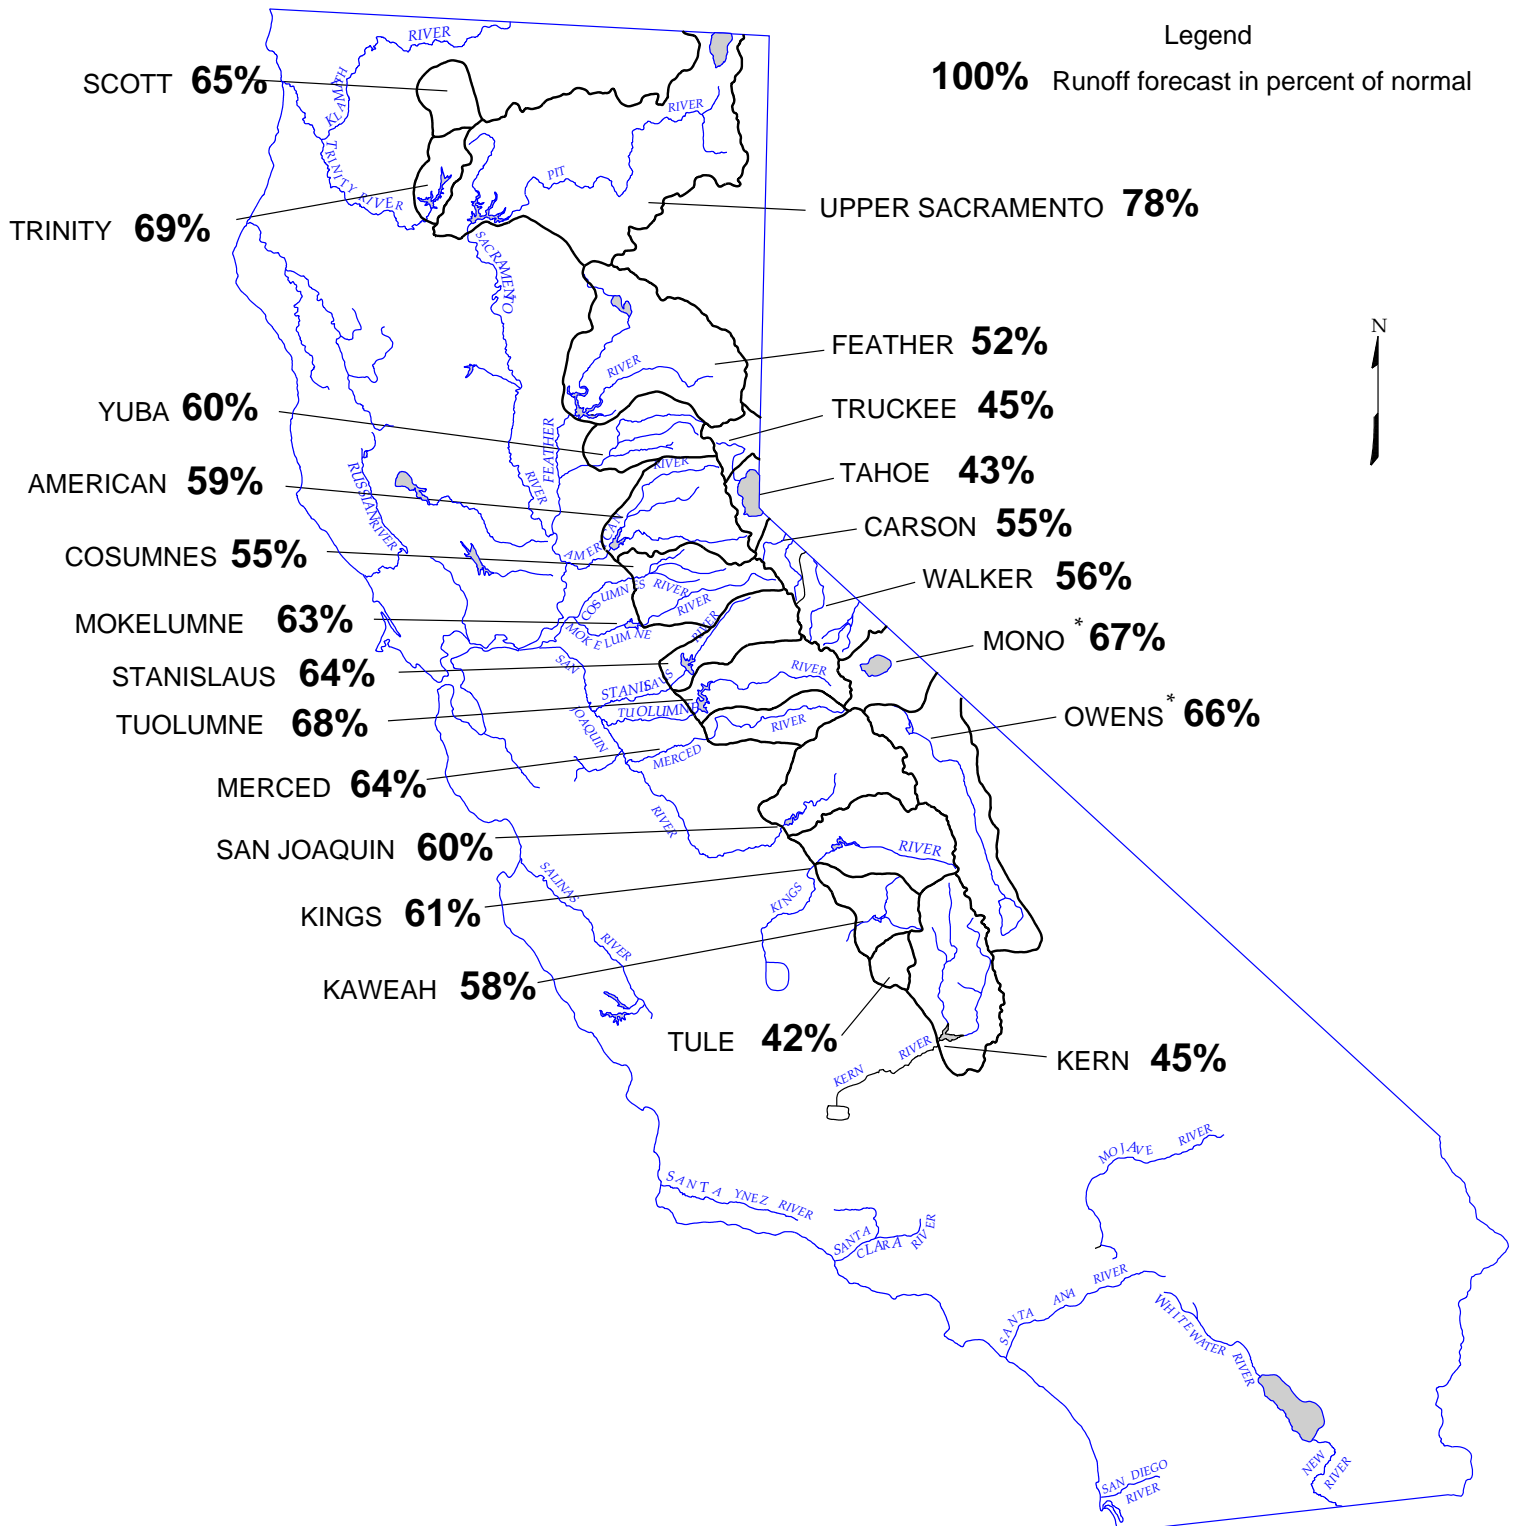 Legend
100% Runoff forecast in percent of normal
RIVER
KLAMATH
SCOTT 65%
TRINITY RIVER
RIVER
PIT
TRINITY 69%
UPPER SACRAMENTO 78%
SACRAMENTO
RIVER
N
FEATHER 52%
RIVER
YUBA 60%
TRUCKEE 45%
FEATHER
RIVER
AMERICAN 59%
TAHOE 43%
RUSSIAN RIVER
AMERICAN
CARSON 55%
COSUMNES 55%
COSUMNES RIVER
WALKER 56%
MOKELUMNE 63%
MOKELUMNE RIVER
MONO * 67%
STANISLAUS 64%
STANISLAUS RIVER
TUOLUMNE 68%
TUOLUMNE RIVER
OWENS * 66%
SAN JOAQUIN RIVER
MERCED RIVER
MERCED 64%
SAN JOAQUIN 60%
RIVER
KINGS
SALINAS RIVER
KINGS 61%
KAWEAH 58%
TULE 42%
KERN RIVER
KERN 45%
MOJAVE RIVER
SANTA YNEZ RIVER
SANTA CLARA RIVER
SANTA ANA RIVER
WHITEWATER RIVER
NEW RIVER
SAN DIEGO RIVER